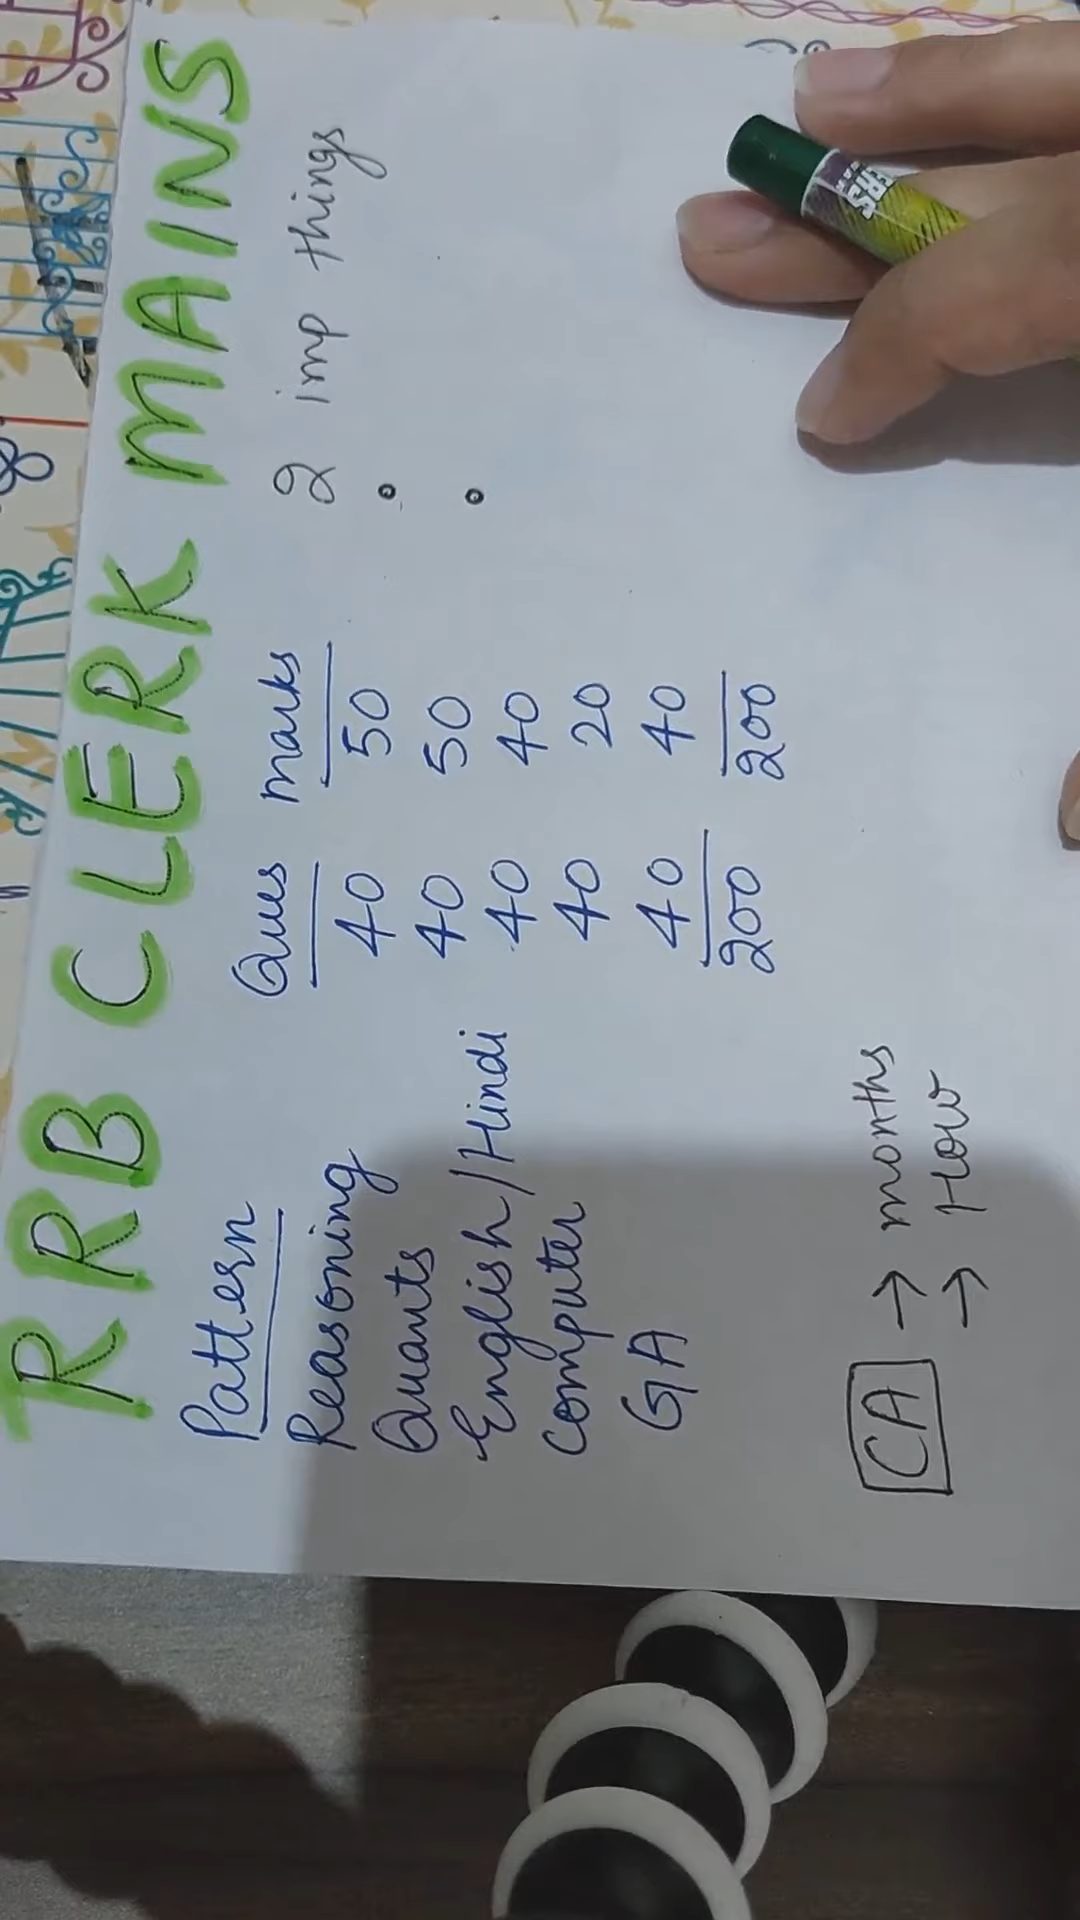 RRB CLERK MAINS
Pattern Ques marks
Reasoning 40 50
Quants 40 50
English/Hindi 40 40
Computer 40 20
GA 40 40
200 200
2 imp things
CA → months
→ How